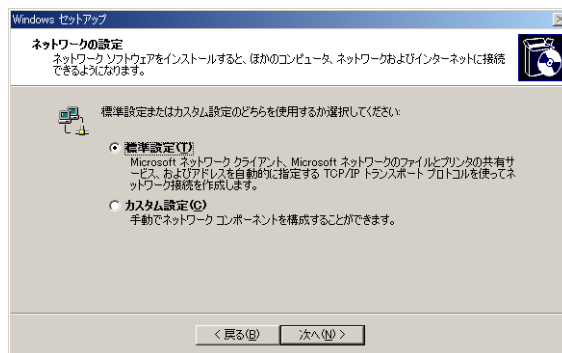 Windows セットアップ
ネットワークの設定
ネットワーク ソフトウェアをインストールすると、ほかのコンピュータ、ネットワークおよびインターネットに接続
できるようになります。
標準設定またはカスタム設定のどちらを使用するか選択してください:
標準設定(T)
Microsoft ネットワーク クライアント、Microsoft ネットワークのファイルとプリンタの共有サ
ービス、およびアドレスを自動的に指定する TCP/IP トランスポート プロトコルを使ってネ
ットワーク接続を作成します。
カスタム設定(C)
手動でネットワーク コンポーネントを構成することができます。
< 戻る(B)
次へ(N) >